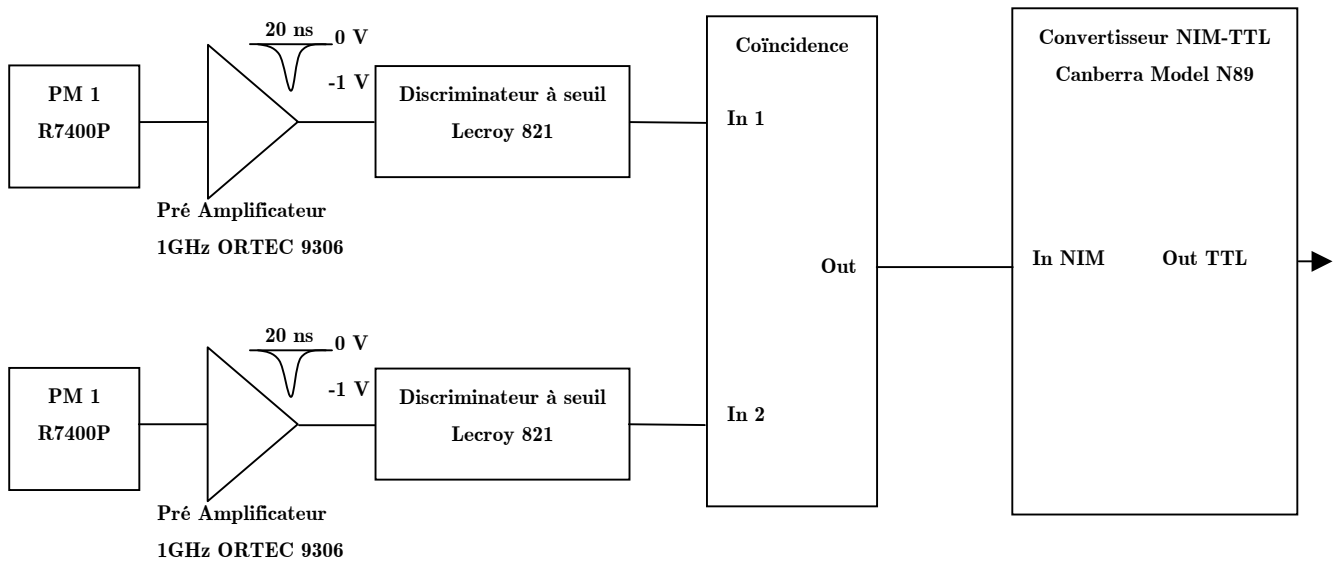 20 ns
0 V
-1 V
PM 1
R7400P
Pré Amplificateur
1GHz ORTEC 9306
Discriminateur à seuil
Lecroy 821
Coïncidence
In 1
Out
In 2
Convertisseur NIM-TTL
Canberra Model N89
In NIM
Out TTL
20 ns
0 V
-1 V
PM 1
R7400P
Pré Amplificateur
1GHz ORTEC 9306
Discriminateur à seuil
Lecroy 821